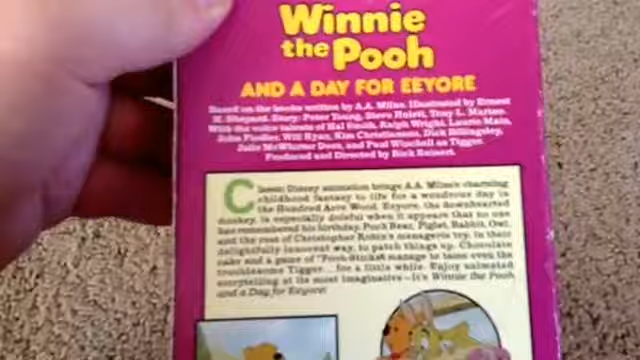 Winnie
the Pooh
AND A DAY FOR EEYORE
Based on the books written by A.A. Milne. Illustrated by Ernest
H. Shepard. Story: Peter Young, Steve Hulett, Tony L. Marino.
With the voice talents of Hal Smith, Ralph Wright, Laurie Main,
John Fiedler, Will Ryan, Kim Christianson, Dick Billingsley,
Julie McWhirter Dees, and Paul Winchell as Tigger.
Produced and Directed by Rick Reinert.
Classic Disney animation brings A.A. Milne's charming
childhood fantasy to life for a wonderous day in
the Hundred Acre Wood. Eeyore, the downhearted
donkey, is especially doleful when it appears that no one
has remembered his birthday. Pooh Bear, Piglet, Rabbit, Owl,
and the rest of Christopher Robin's menagerie try, in their
delightfully innocent way, to patch things up. Chocolate
cake and a game of "Pooh Sticks" manage to tame even the
troublesome Tigger... for a little while. Enjoy animated
storytelling at its most imaginative—It's Winnie the Pooh
and a Day for Eeyore!